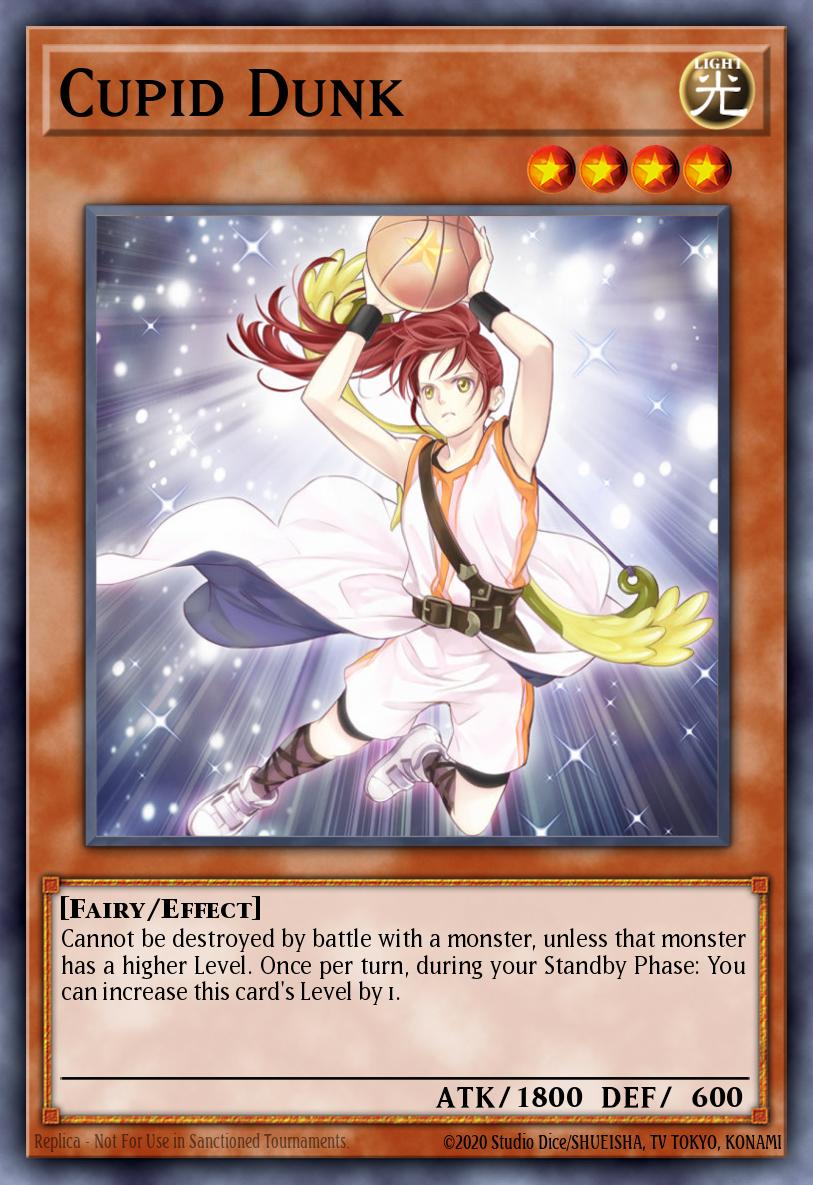 Cupid Dunk
LIGHT
光
[Fairy/Effect]
Cannot be destroyed by battle with a monster, unless that monster
has a higher Level. Once per turn, during your Standby Phase: You
can increase this card's Level by 1.
ATK/1800 DEF/ 600
Replica - Not For Use in Sanctioned Tournaments.
©2020 Studio Dice/SHUEISHA, TV TOKYO, KONAMI